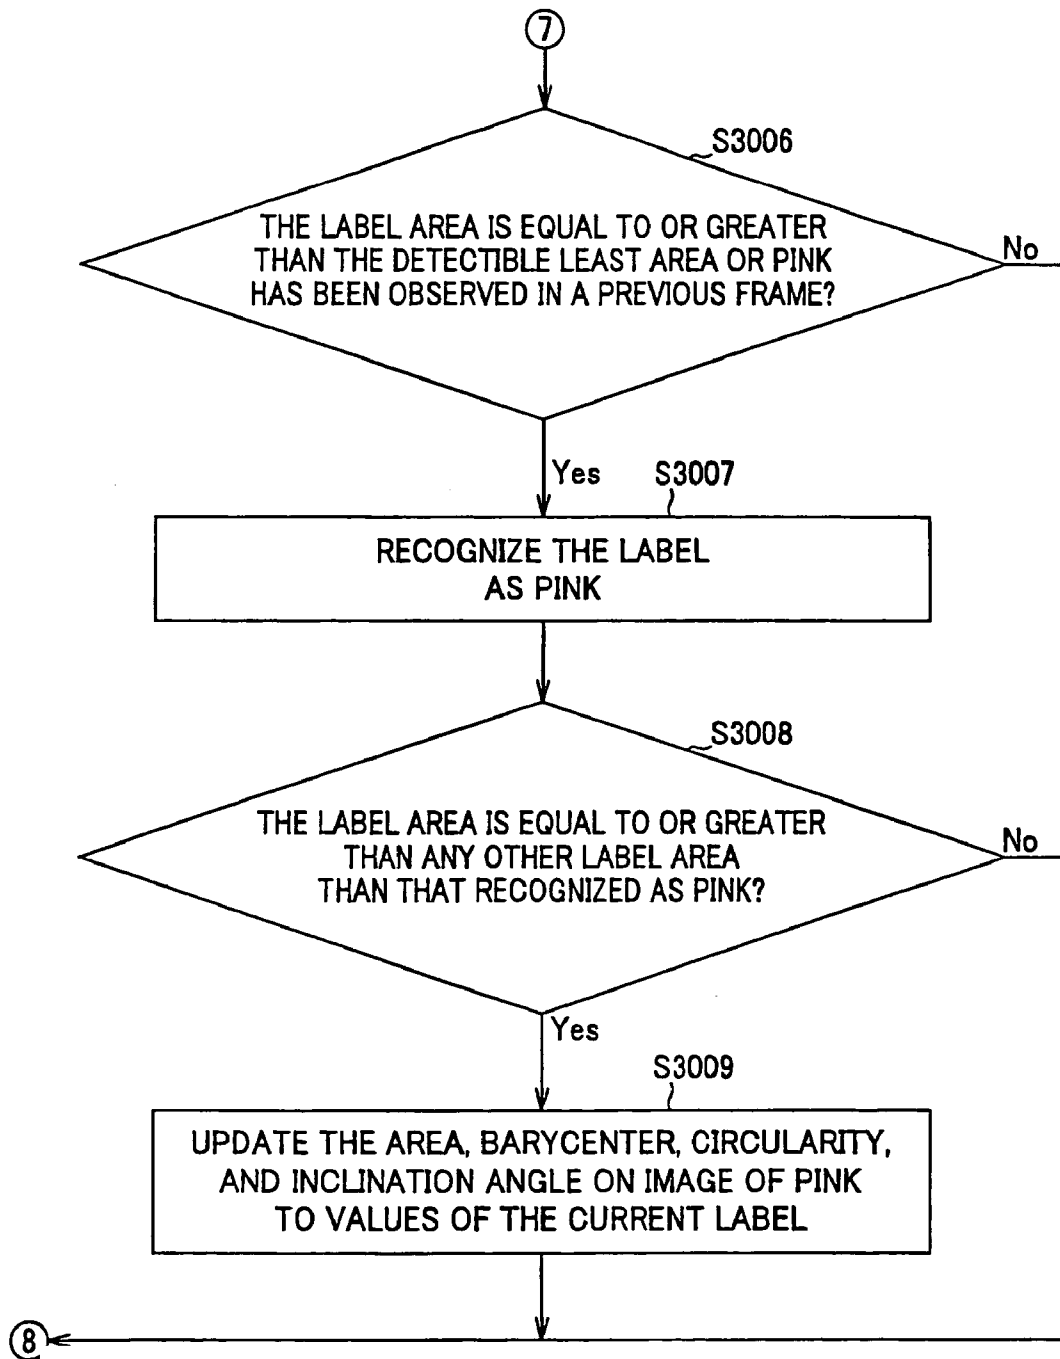 7
S3006
THE LABEL AREA IS EQUAL TO OR GREATER
THAN THE DETECTIBLE LEAST AREA OR PINK
HAS BEEN OBSERVED IN A PREVIOUS FRAME?
No
Yes
S3007
RECOGNIZE THE LABEL
AS PINK
S3008
THE LABEL AREA IS EQUAL TO OR GREATER
THAN ANY OTHER LABEL AREA
THAN THAT RECOGNIZED AS PINK?
No
Yes
S3009
UPDATE THE AREA, BARYCENTER, CIRCULARITY,
AND INCLINATION ANGLE ON IMAGE OF PINK
TO VALUES OF THE CURRENT LABEL
8